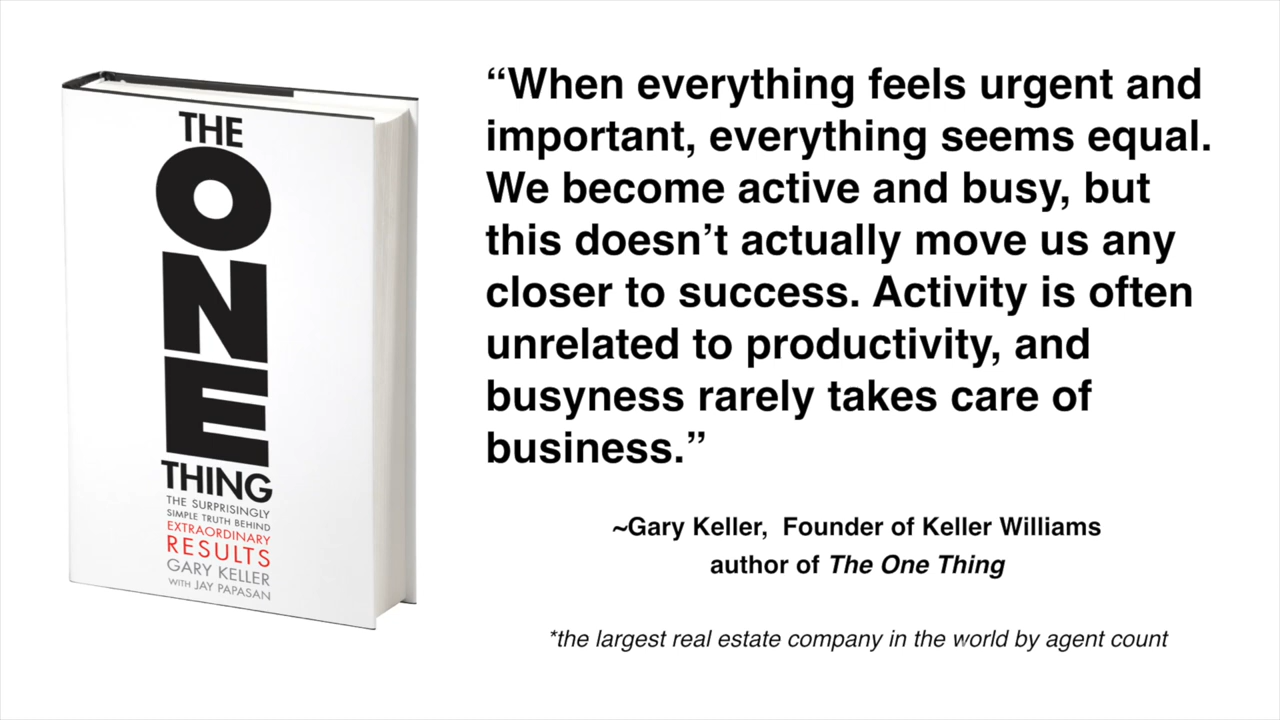 THE
ONE
THING
THE SURPRISINGLY
SIMPLE TRUTH BEHIND
EXTRAORDINARY
RESULTS
GARY KELLER
WITH JAY PAPASAN
“When everything feels urgent and
important, everything seems equal.
We become active and busy, but
this doesn’t actually move us any
closer to success. Activity is often
unrelated to productivity, and
busyness rarely takes care of
business.”
~Gary Keller, Founder of Keller Williams
author of The One Thing
*the largest real estate company in the world by agent count